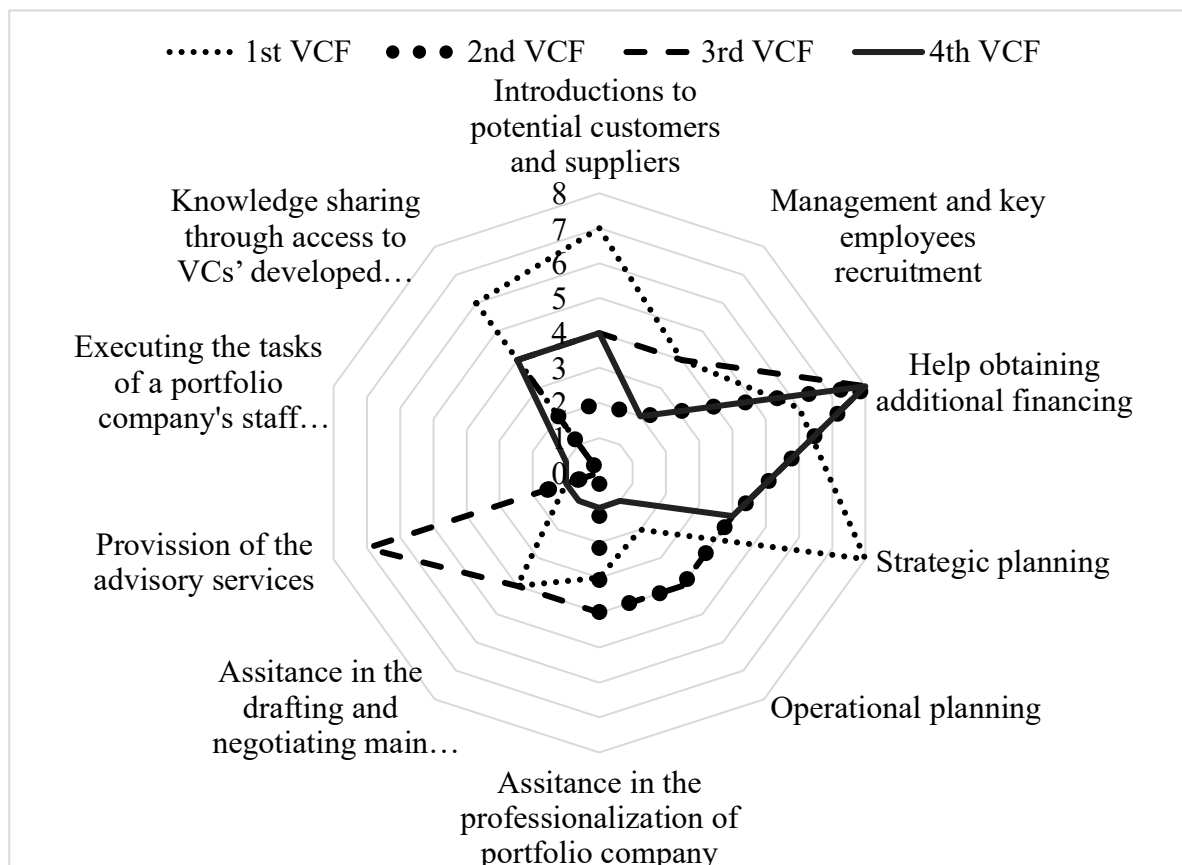 1st VCF 2nd VCF 3rd VCF 4th VCF
Introductions to
potential customers
and suppliers
Management and key
employees
recruitment
Help obtaining
additional financing
Strategic planning
Operational planning
Assitance in the
professionalization of
portfolio company
Assitance in the
drafting and
negotiating main…
Provission of the
advisory services
Executing the tasks
of a portfolio
company's staff…
Knowledge sharing
through access to
VCs’ developed…
8
7
6
5
4
3
2
1
0